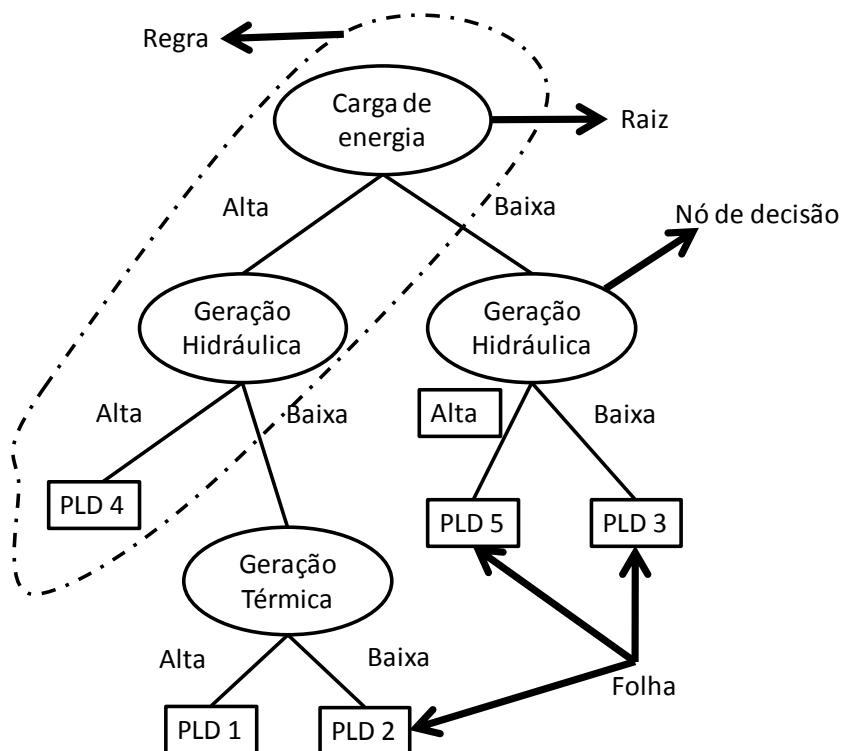 Regra
Carga de
energia
Raiz
Alta
Baixa
Nó de decisão
Geração
Hidráulica
Geração
Hidráulica
Alta
Baixa
Alta
Baixa
PLD 4
PLD 5
PLD 3
Geração
Térmica
Alta
Baixa
Folha
PLD 1
PLD 2